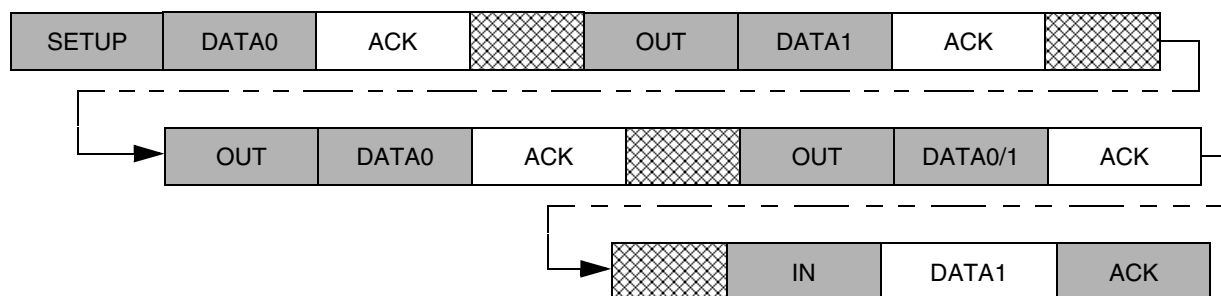 SETUP DATA0 ACK OUT DATA1 ACK
OUT DATA0 ACK OUT DATA0/1 ACK
IN DATA1 ACK